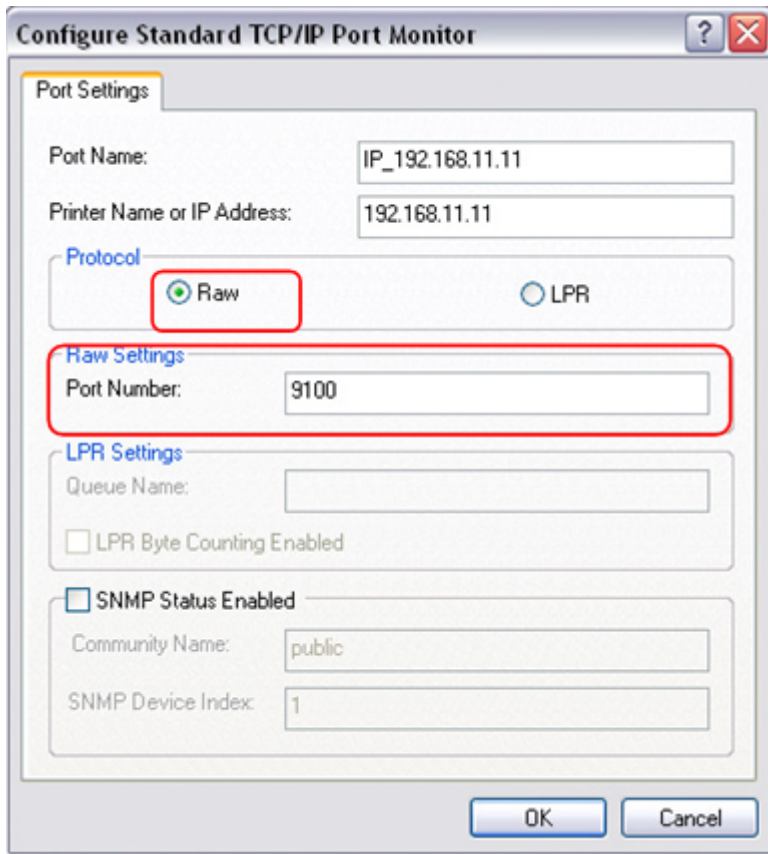 Configure Standard TCP/IP Port Monitor
?
Port Settings
Port Name: IP_192.168.11.11
Printer Name or IP Address: 192.168.11.11
Protocol
Raw LPR
Raw Settings
Port Number: 9100
LPR Settings
Queue Name:
LPR Byte Counting Enabled
SNMP Status Enabled
Community Name: public
SNMP Device Index: 1
OK Cancel